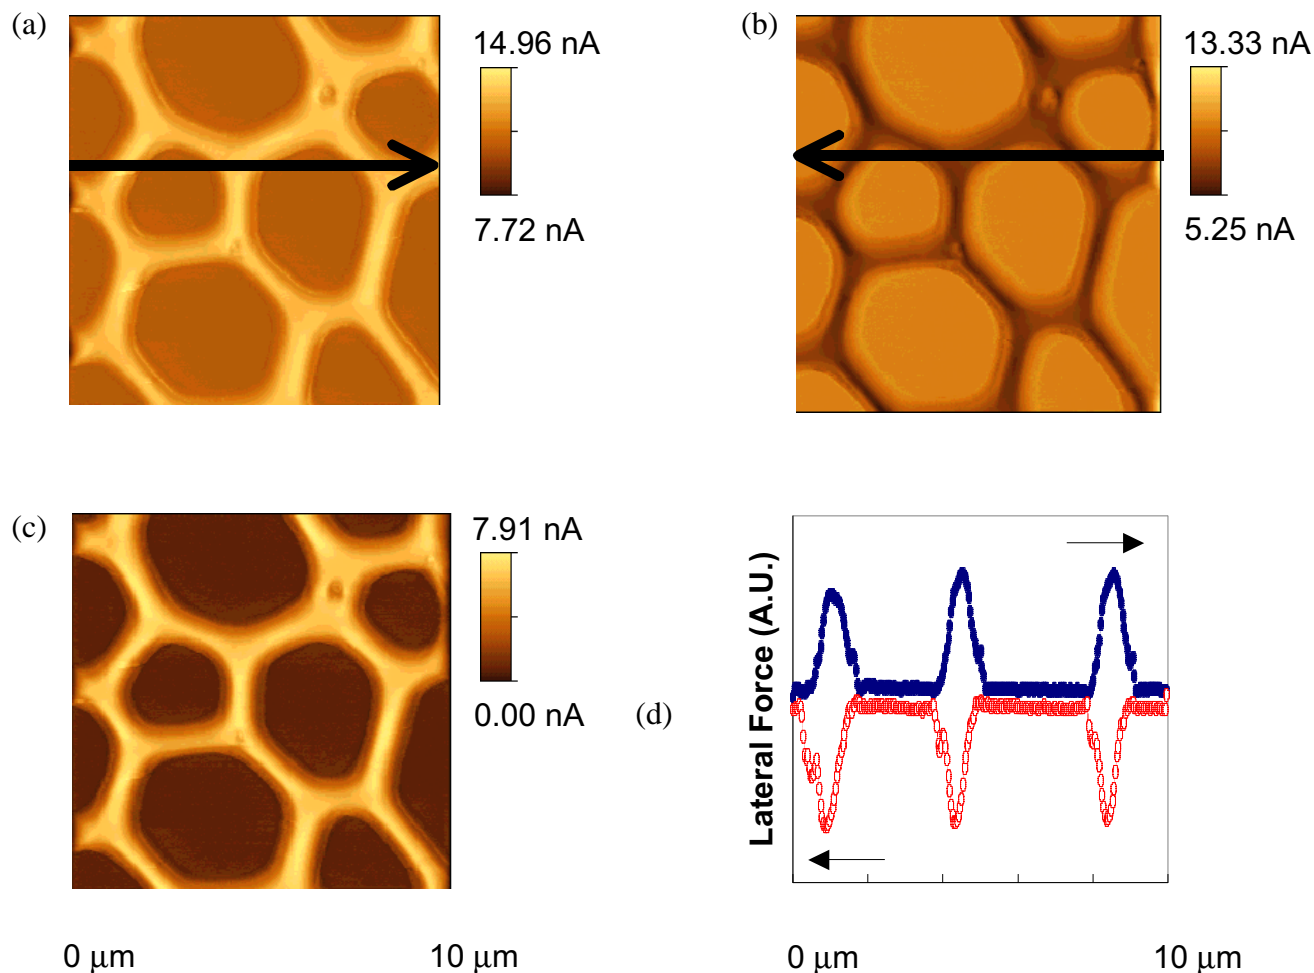 (a)
14.96 nA
7.72 nA
(b)
13.33 nA
5.25 nA
(c)
7.91 nA
0.00 nA
(d)
Lateral Force (A.U.)
0 μm
10 μm
0 μm
10 μm